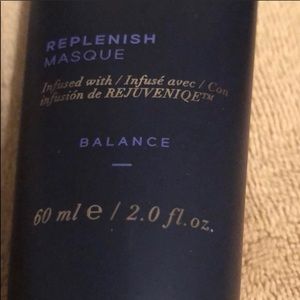 REPLENISH
MASQUE
Infused with / Infusé avec / Con
infusión de REJUVENIQE™
BALANCE
60 ml e / 2.0 fl.oz.